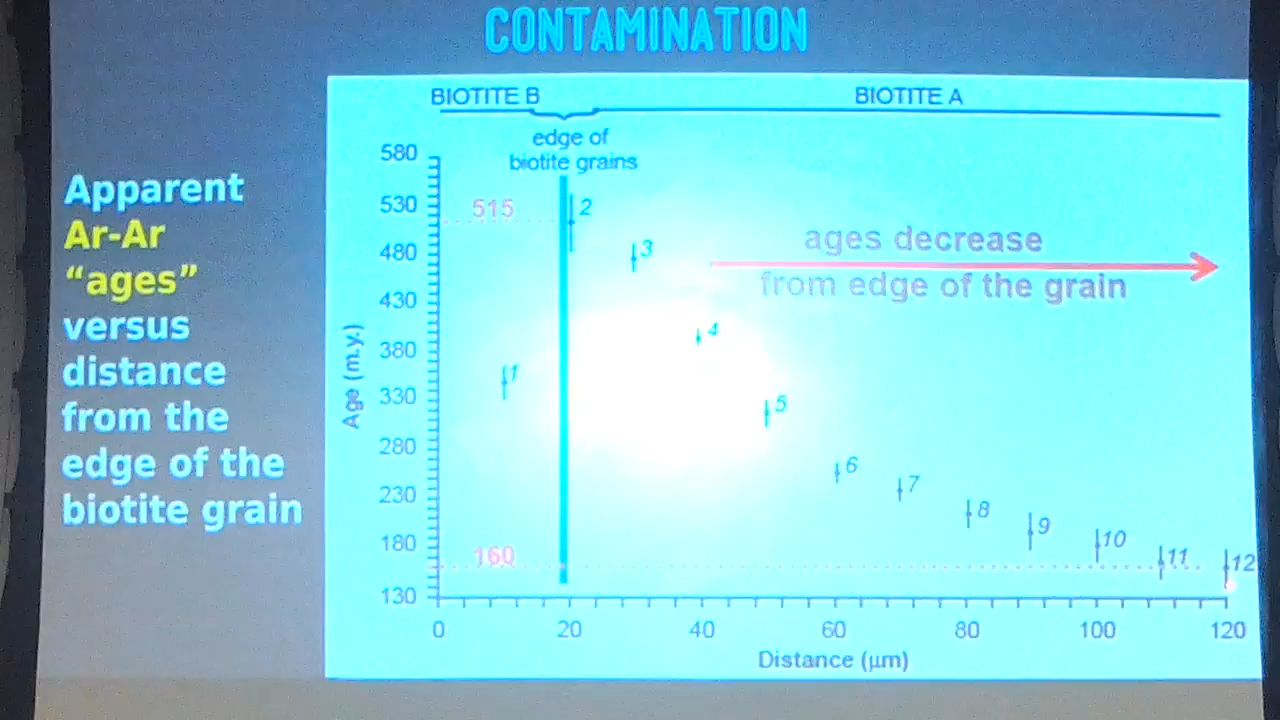 CONTAMINATION
Apparent
Ar-Ar
“ages”
versus
distance
from the
edge of the
biotite grain
BIOTITE B
BIOTITE A
edge of
biotite grains
580
530
480
430
380
330
280
230
180
130
Age (m.y.)
515
160
1
2
3
4
5
6
7
8
9
10
11
12
ages decrease
from edge of the grain
0
20
40
60
80
100
120
Distance (µm)